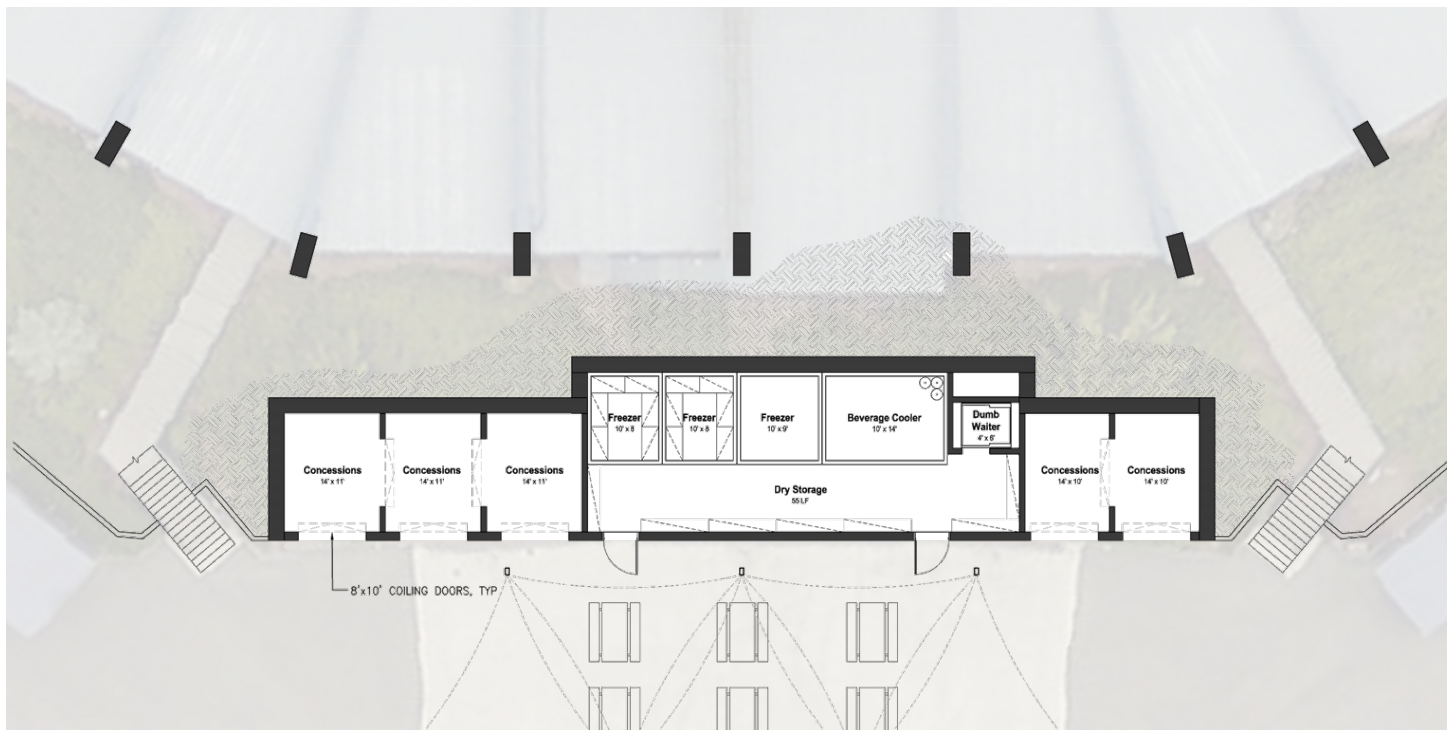 Freezer
10' x 8
Freezer
10' x 8
Freezer
10' x 9'
Beverage Cooler
10' x 14'
Dumb
Waiter
4' x 6'
Concessions
14' x 11'
Concessions
14' x 11'
Concessions
14' x 11'
Dry Storage
55 LF
Concessions
14' x 10'
Concessions
14' x 10'
8'x10' COILING DOORS, TYP